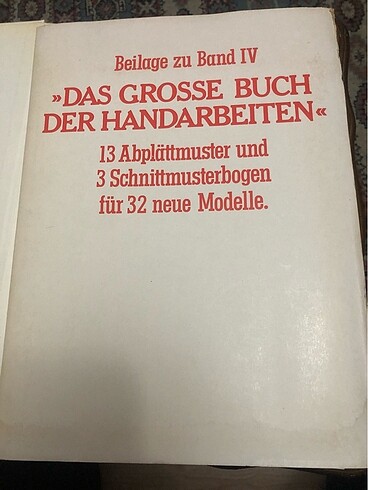 Beilage zu Band IV
»DAS GROSSE BUCH
DER HANDARBEITEN«
13 Abplättmuster und
3 Schnittmusterbogen
für 32 neue Modelle.